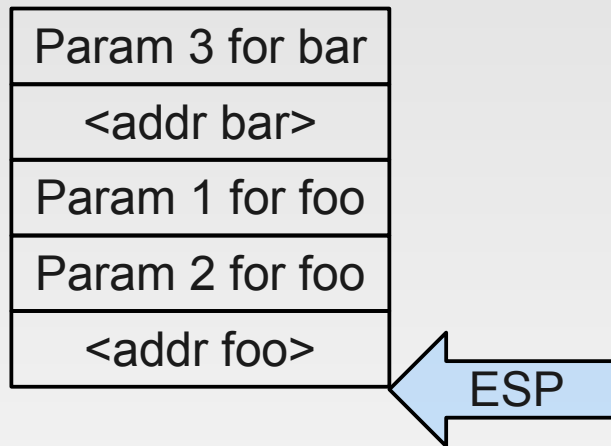 Param 3 for bar
<addr bar>
Param 1 for foo
Param 2 for foo
<addr foo>
ESP